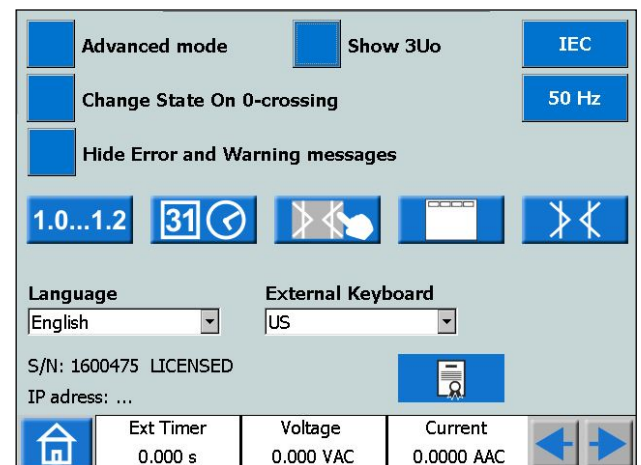 Advanced mode
Show 3Uo
IEC
Change State On 0-crossing
50 Hz
Hide Error and Warning messages
1.0...1.2
31
Language
External Keyboard
English
US
S/N: 1600475 LICENSED
IP adress: ...
Ext Timer
Voltage
Current
0.000 s
0.000 VAC
0.0000 AAC